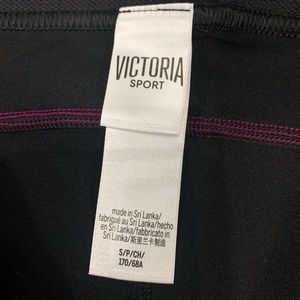 VICTORIA
SPORT
made in Sri Lanka/
fabriqué au Sri Lanka/hecho
en Sri Lanka/fabbricato in
Sri Lanka/斯里兰卡制造
S/P/CH/
170/68A